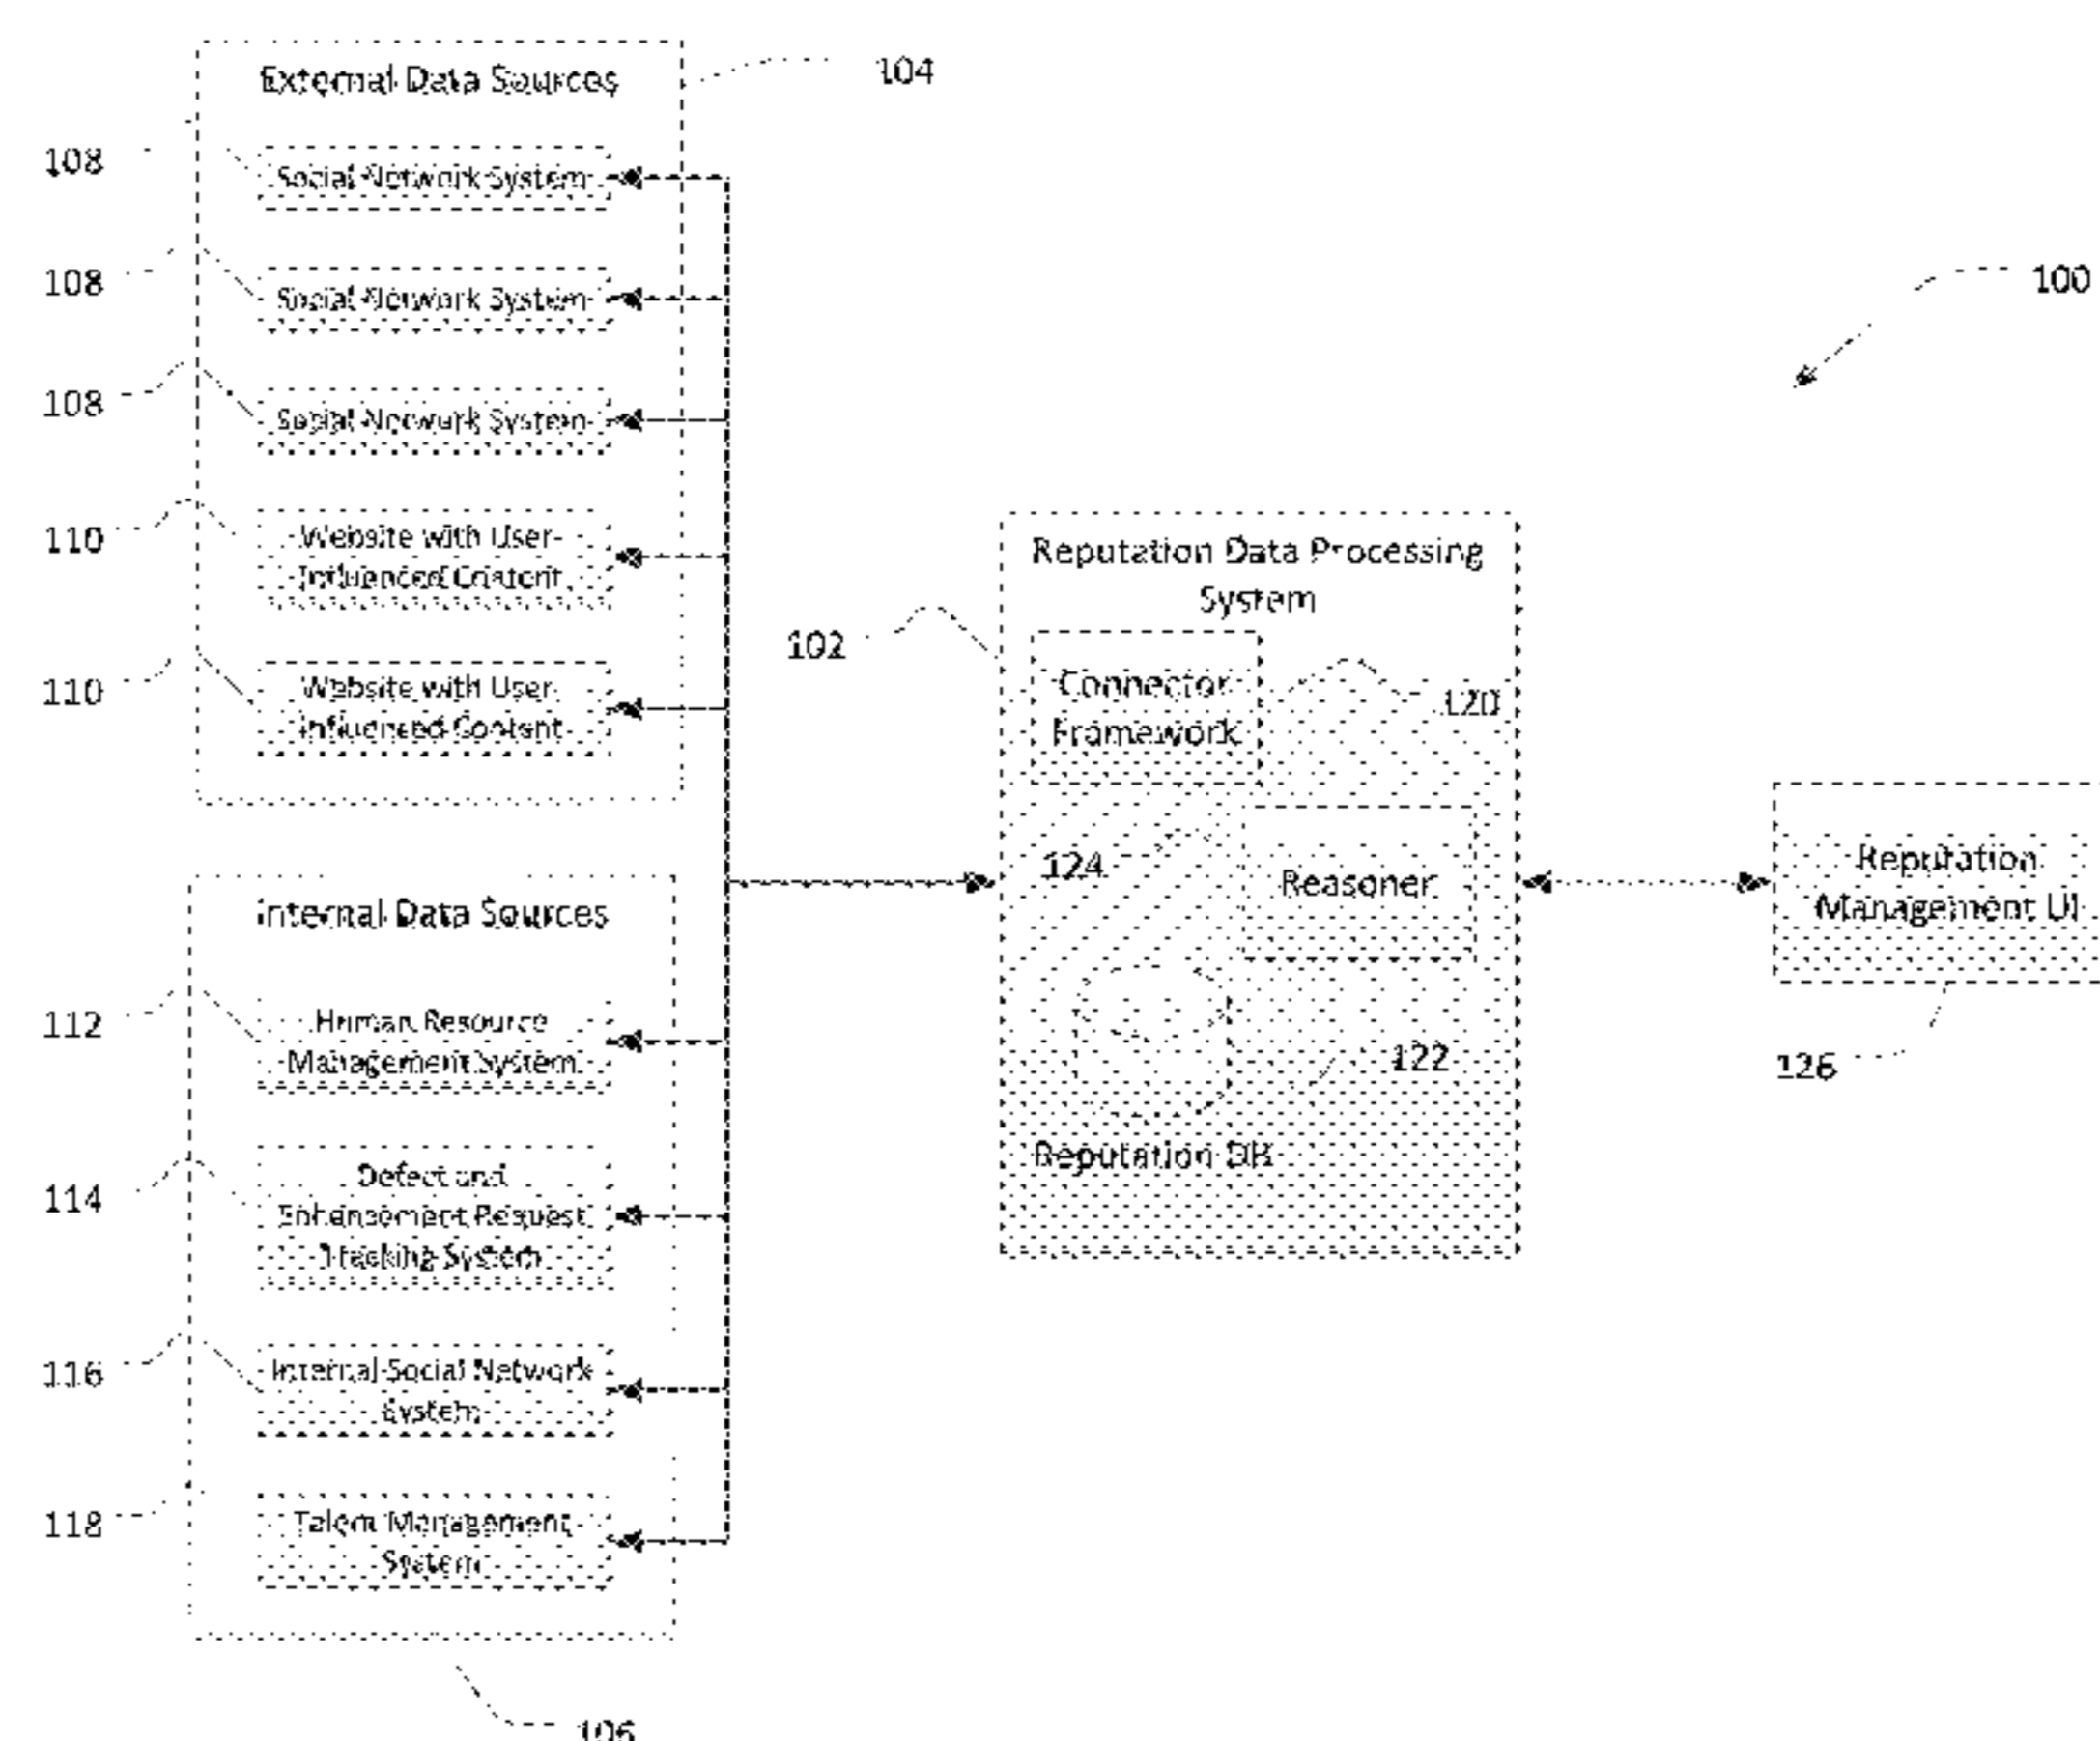 External Data Sources
104
108
Social Network System
108
Social Network System
108
Social Network System
110
Website with User
Influenced Content
110
Website with User
Influenced Content
Internal Data Sources
112
Human Resource
Management System
114
Defect and
Enhancement Request
Tracking System
116
Internal Social Network
System
118
Talent Management
System
106
100
Reputation Data Processing
System
102
Connector
Framework
120
124
Reasoner
122
Reputation DB
Reputation
Management UI
126